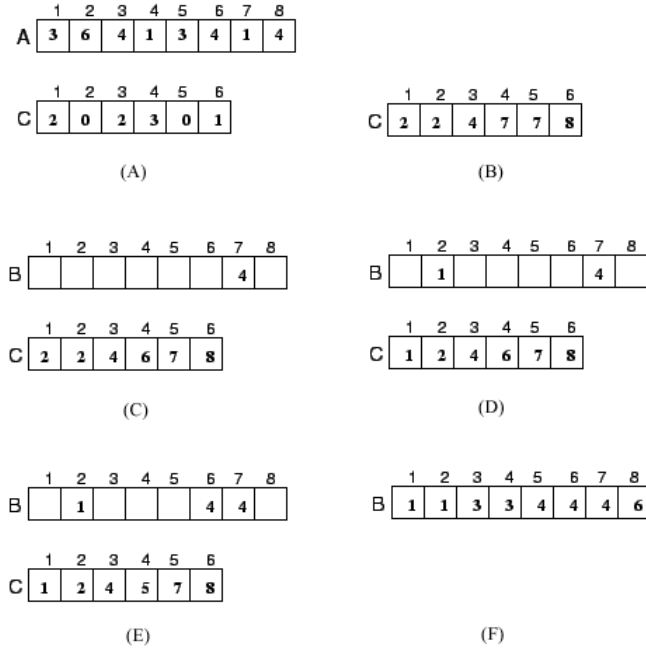 1 2 3 4 5 6 7 8
A 3 6 4 1 3 4 1 4
1 2 3 4 5 6
C 2 0 2 3 0 1
(A)
1 2 3 4 5 6
C 2 2 4 7 7 8
(B)
1 2 3 4 5 6 7 8
B 4
1 2 3 4 5 6
C 2 2 4 6 7 8
(C)
1 2 3 4 5 6 7 8
B 1 4
1 2 3 4 5 6
C 1 2 4 6 7 8
(D)
1 2 3 4 5 6 7 8
B 1 4 4
1 2 3 4 5 6
C 1 2 4 5 7 8
(E)
1 2 3 4 5 6 7 8
B 1 1 3 3 4 4 4 6
(F)